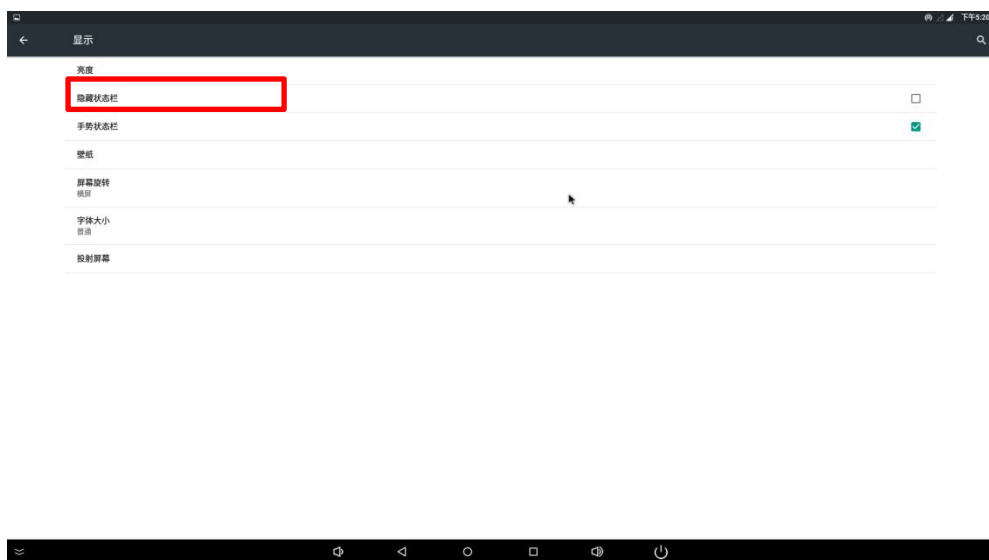 下午5:20
显示
亮度
隐藏状态栏
手势状态栏
壁纸
屏幕旋转
横屏
字体大小
普通
投射屏幕